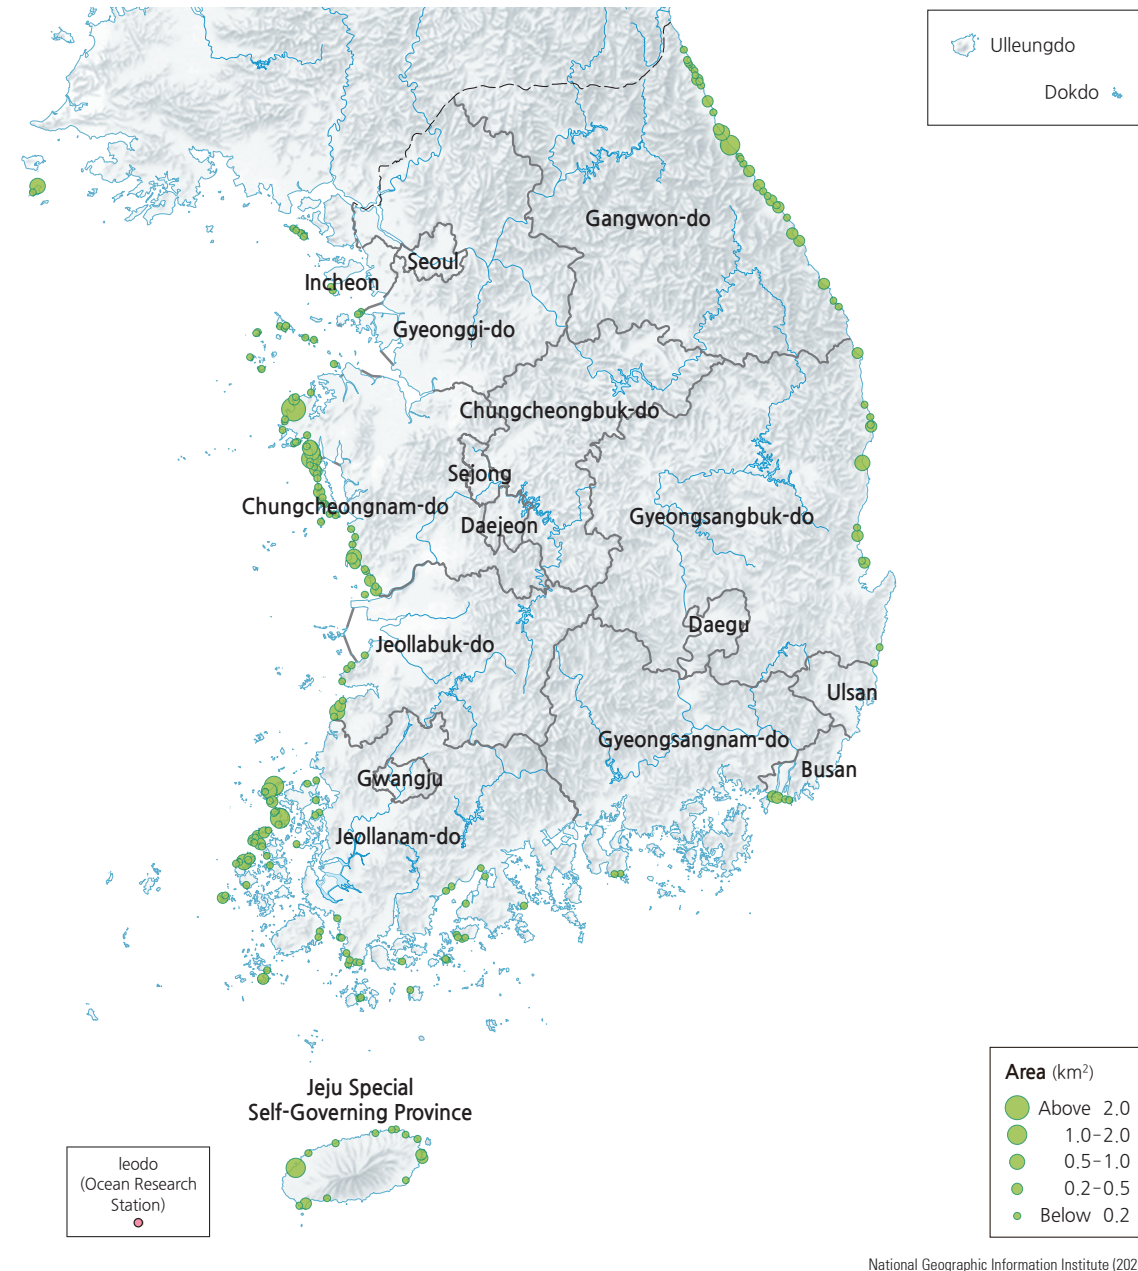 Ulleungdo
Dokdo
Gangwon-do
Seoul
Incheon
Gyeonggi-do
Chungcheongbuk-do
Sejong
Chungcheongnam-do
Daejeon
Gyeongsangbuk-do
Daegu
Jeollabuk-do
Ulsan
Gyeongsangnam-do
Busan
Gwangju
Jeollanam-do
Jeju Special
Self-Governing Province
Ieodo
(Ocean Research
Station)
Area (km²)
Above 2.0
1.0-2.0
0.5-1.0
0.2-0.5
Below 0.2
National Geographic Information Institute (202